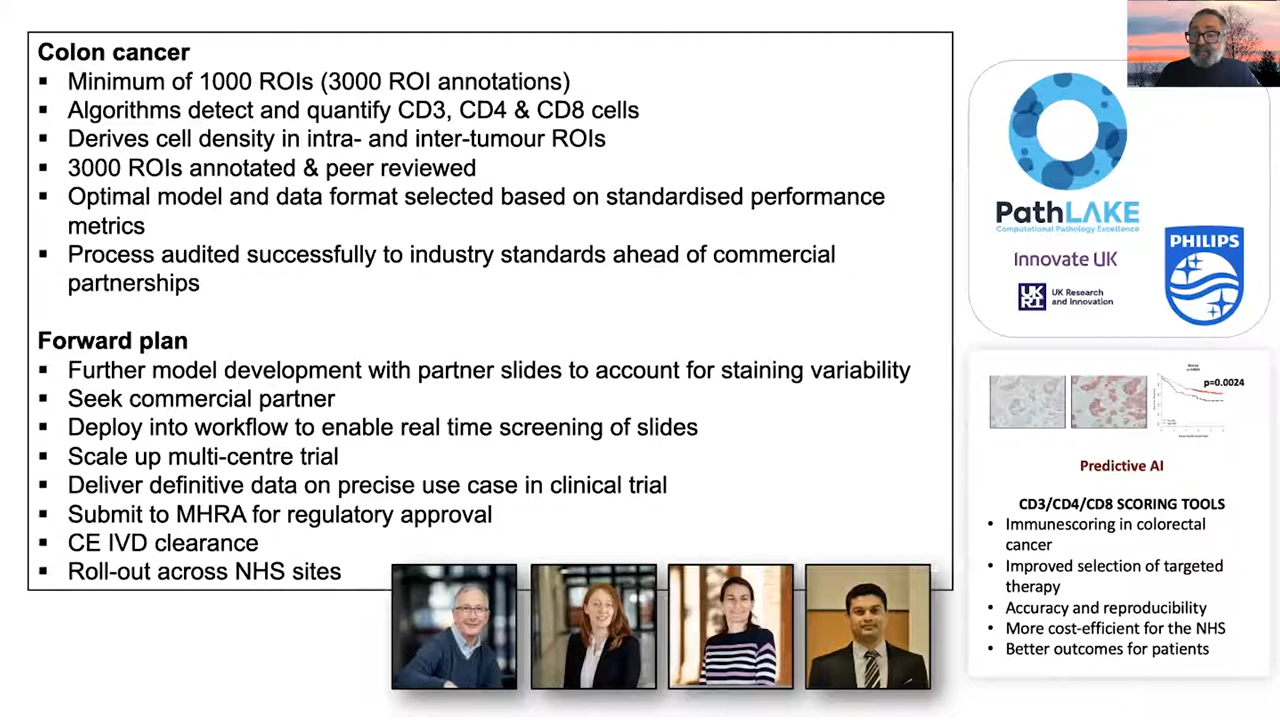 Colon cancer
▪ Minimum of 1000 ROIs (3000 ROI annotations)
▪ Algorithms detect and quantify CD3, CD4 & CD8 cells
▪ Derives cell density in intra- and inter-tumour ROIs
▪ 3000 ROIs annotated & peer reviewed
▪ Optimal model and data format selected based on standardised performance
metrics
▪ Process audited successfully to industry standards ahead of commercial
partnerships
Forward plan
▪ Further model development with partner slides to account for staining variability
▪ Seek commercial partner
▪ Deploy into workflow to enable real time screening of slides
▪ Scale up multi-centre trial
▪ Deliver definitive data on precise use case in clinical trial
▪ Submit to MHRA for regulatory approval
▪ CE IVD clearance
▪ Roll-out across NHS sites
PathLAKE
Computational Pathology Excellence
Innovate UK
UKRI
UK Research
and Innovation
PHILIPS
p=0.0024
Predictive AI
CD3/CD4/CD8 SCORING TOOLS
• Immunescoring in colorectal
cancer
• Improved selection of targeted
therapy
• Accuracy and reproducibility
• More cost-efficient for the NHS
• Better outcomes for patients